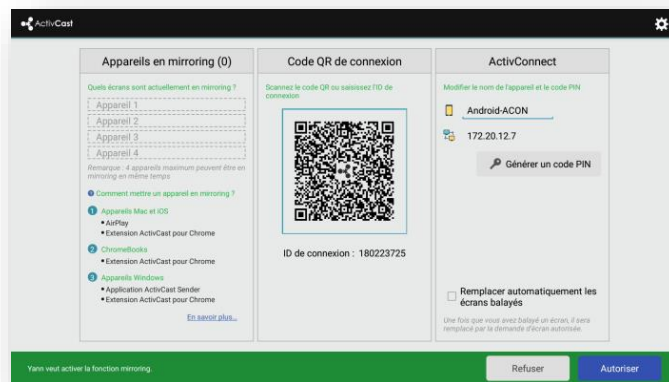 ActivCast
Appareils en mirroring (0)
Quels écrans sont actuellement en mirroring ?
Appareil 1
Appareil 2
Appareil 3
Appareil 4
Remarque : 4 appareils maximum peuvent être en
mirroring en même temps
Comment mettre un appareil en mirroring ?
1 Appareils Mac et iOS
• AirPlay
• Extension ActivCast pour Chrome
2 ChromeBooks
• Extension ActivCast pour Chrome
3 Appareils Windows
• Application ActivCast Sender
• Extension ActivCast pour Chrome
En savoir plus...
Code QR de connexion
Scannez le code QR ou saisissez l'ID de
connexion
ID de connexion : 180223725
ActivConnect
Modifier le nom de l'appareil et le code PIN
Android-ACON
172.20.12.7
Générer un code PIN
Remplacer automatiquement les
écrans balayés
Une fois que vous avez balayé un écran, il sera
remplacé par la demande d'écran autorisée.
Yann veut activer la fonction mirroring.
Refuser
Autoriser